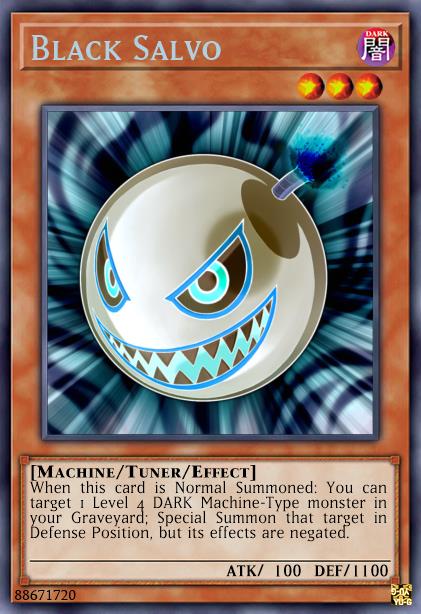 BLACK SALVO
DARK
闇
[MACHINE/TUNER/EFFECT]
When this card is Normal Summoned: You can
target 1 Level 4 DARK Machine-Type monster in
your Graveyard; Special Summon that target in
Defense Position, but its effects are negated.
ATK/ 100 DEF/1100
88671720